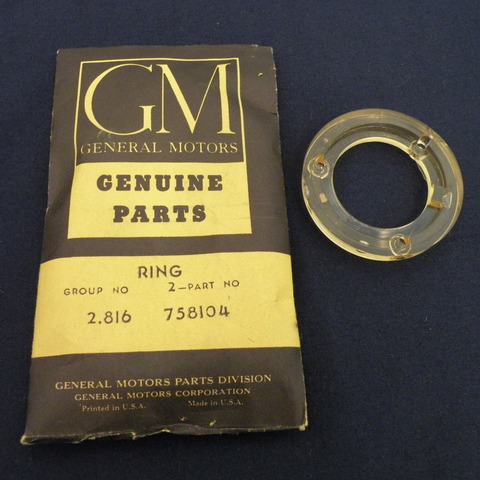 GM
GENERAL MOTORS
GENUINE
PARTS
RING
GROUP NO 2-PART NO
2.816 758104
GENERAL MOTORS PARTS DIVISION
GENERAL MOTORS CORPORATION
Printed in U.S.A. Made in U.S.A.